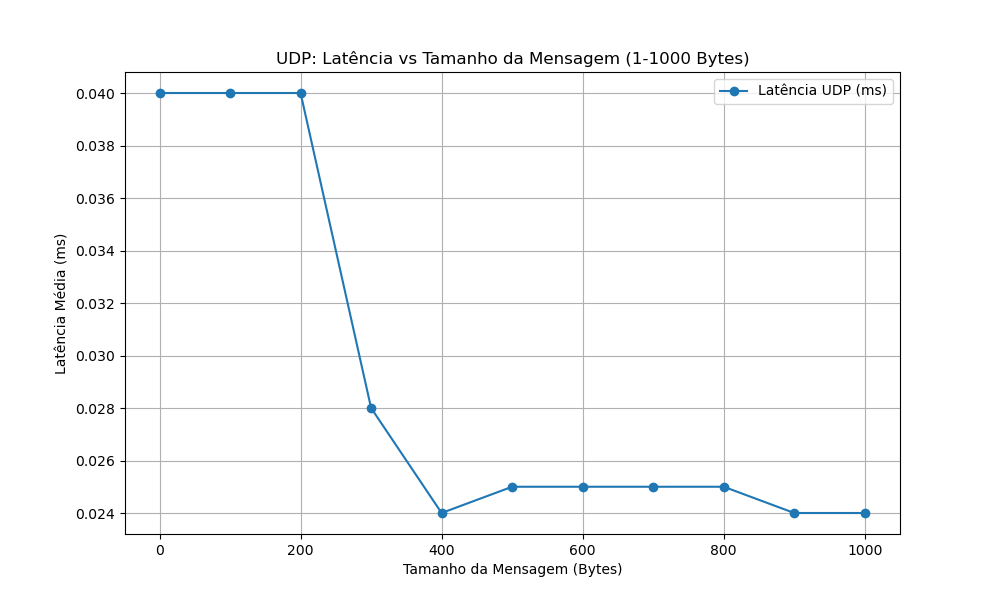 UDP: Latência vs Tamanho da Mensagem (1-1000 Bytes)
Latência UDP (ms)
Latência Média (ms)
0.040
0.038
0.036
0.034
0.032
0.030
0.028
0.026
0.024
0 200 400 600 800 1000
Tamanho da Mensagem (Bytes)